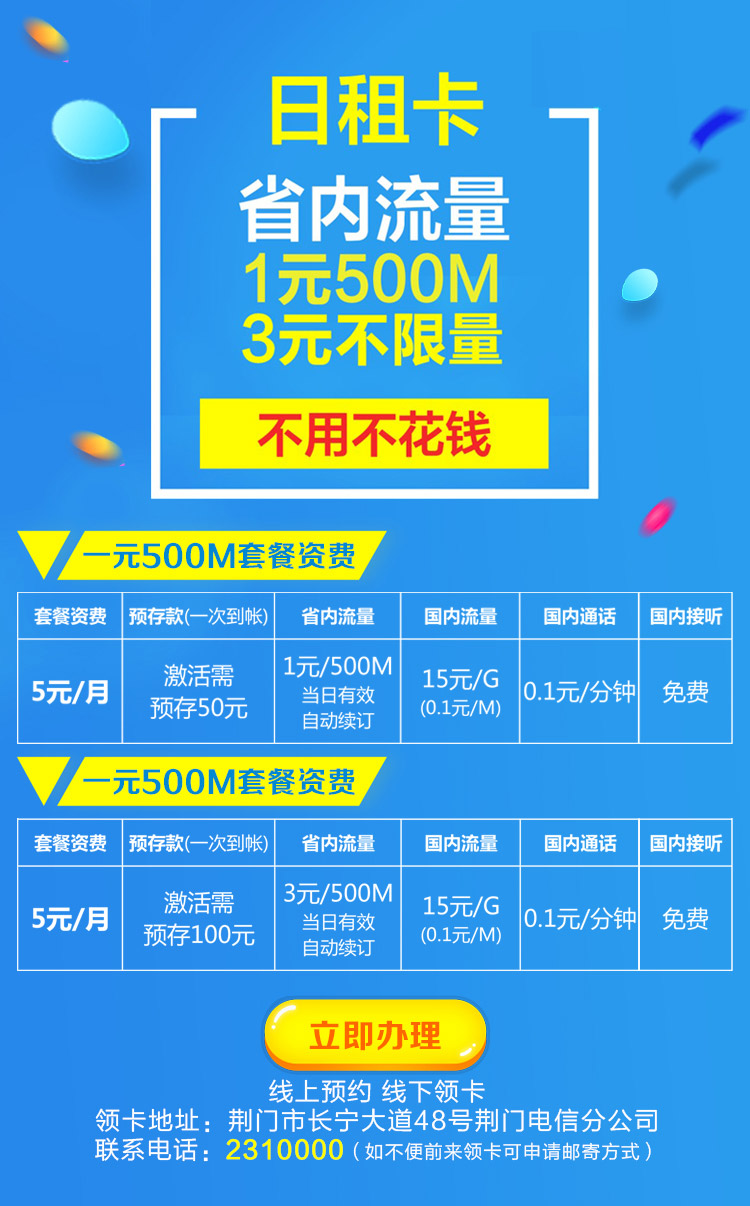 日租卡
省内流量
1元500M
3元不限量
不用不花钱
一元500M套餐资费
套餐资费 预存款(一次到帐) 省内流量 国内流量 国内通话 国内接听
5元/月 激活需 预存50元 1元/500M 当日有效 自动续订 15元/G (0.1元/M) 0.1元/分钟 免费
一元500M套餐资费
套餐资费 预存款(一次到帐) 省内流量 国内流量 国内通话 国内接听
5元/月 激活需 预存100元 3元/500M 当日有效 自动续订 15元/G (0.1元/M) 0.1元/分钟 免费
立即办理
线上预约 线下领卡
领卡地址：荆门市长宁大道48号荆门电信分公司
联系电话：2310000（如不便前来领卡可申请邮寄方式）